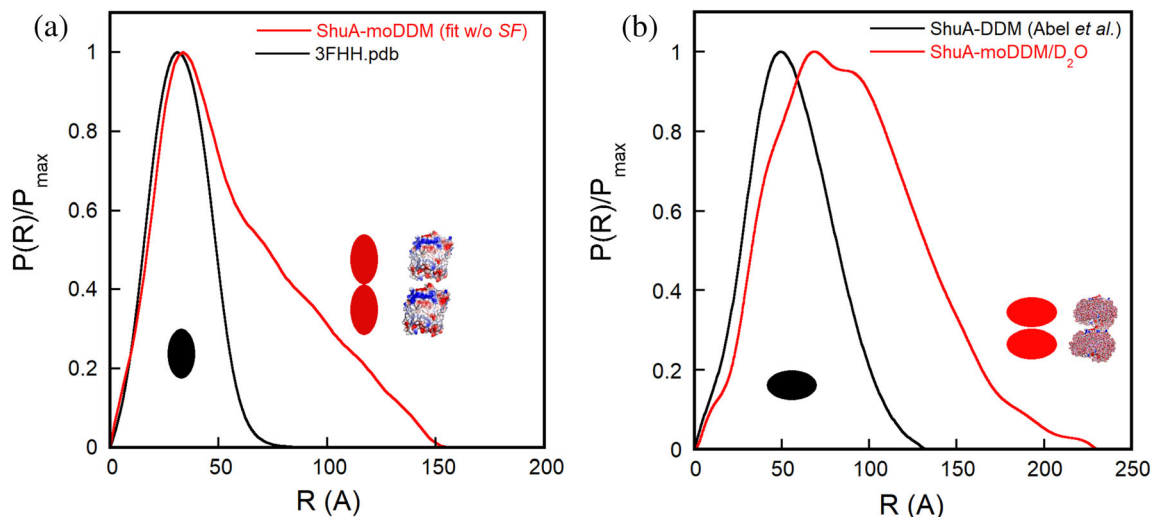 (a)
ShuA-moDDM (fit w/o SF)
3FHH.pdb
P(R)/Pmax
1
0.8
0.6
0.4
0.2
0
0 50 100 150 200
R (A)
(b)
ShuA-DDM (Abel et al.)
ShuA-moDDM/D2O
P(R)/Pmax
1
0.8
0.6
0.4
0.2
0
0 50 100 150 200 250
R (A)